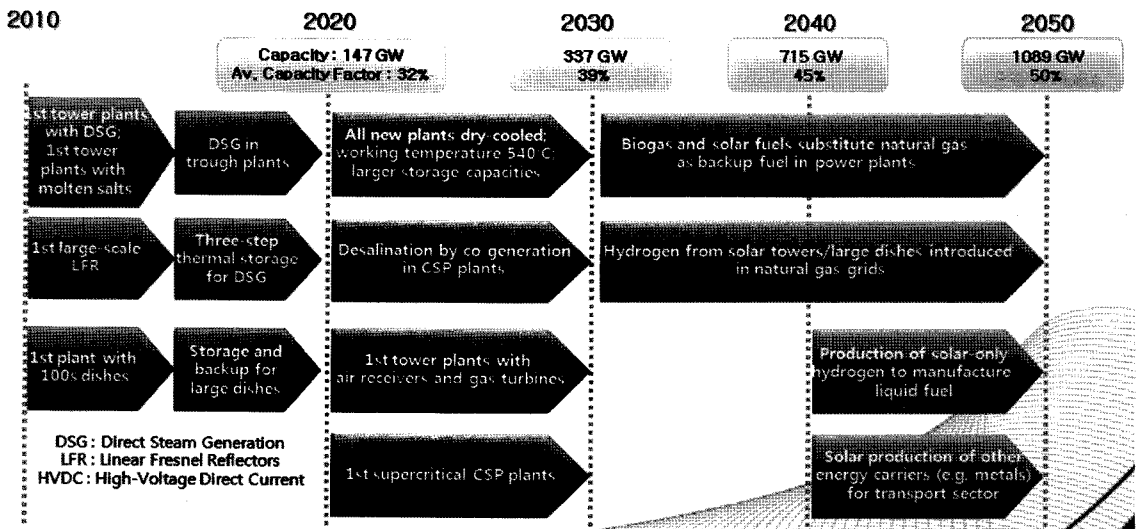 2010
2020
2030
2040
2050
Capacity : 147 GW
Av. Capacity Factor : 32%
337 GW
39%
715 GW
45%
1089 GW
50%
1st tower plants
with DSG;
1st tower
plants with
molten salts
DSG in
trough plants
All new plants dry-cooled;
working temperature 540°C;
larger storage capacities
Biogas and solar fuels substitute natural gas
as backup fuel in power plants
1st large-scale
LFR
Three-step
thermal storage
for DSG
Desalination by co-generation
in CSP plants
Hydrogen from solar towers/large dishes introduced
in natural gas grids
1st plant with
100s dishes
Storage and
backup for
large dishes
1st tower plants with
air receivers and gas turbines
Production of solar-only
hydrogen to manufacture
liquid fuel
DSG : Direct Steam Generation
LFR : Linear Fresnel Reflectors
HVDC : High-Voltage Direct Current
1st supercritical CSP plants
Solar production of other
energy carriers (e.g. metals)
for transport sector